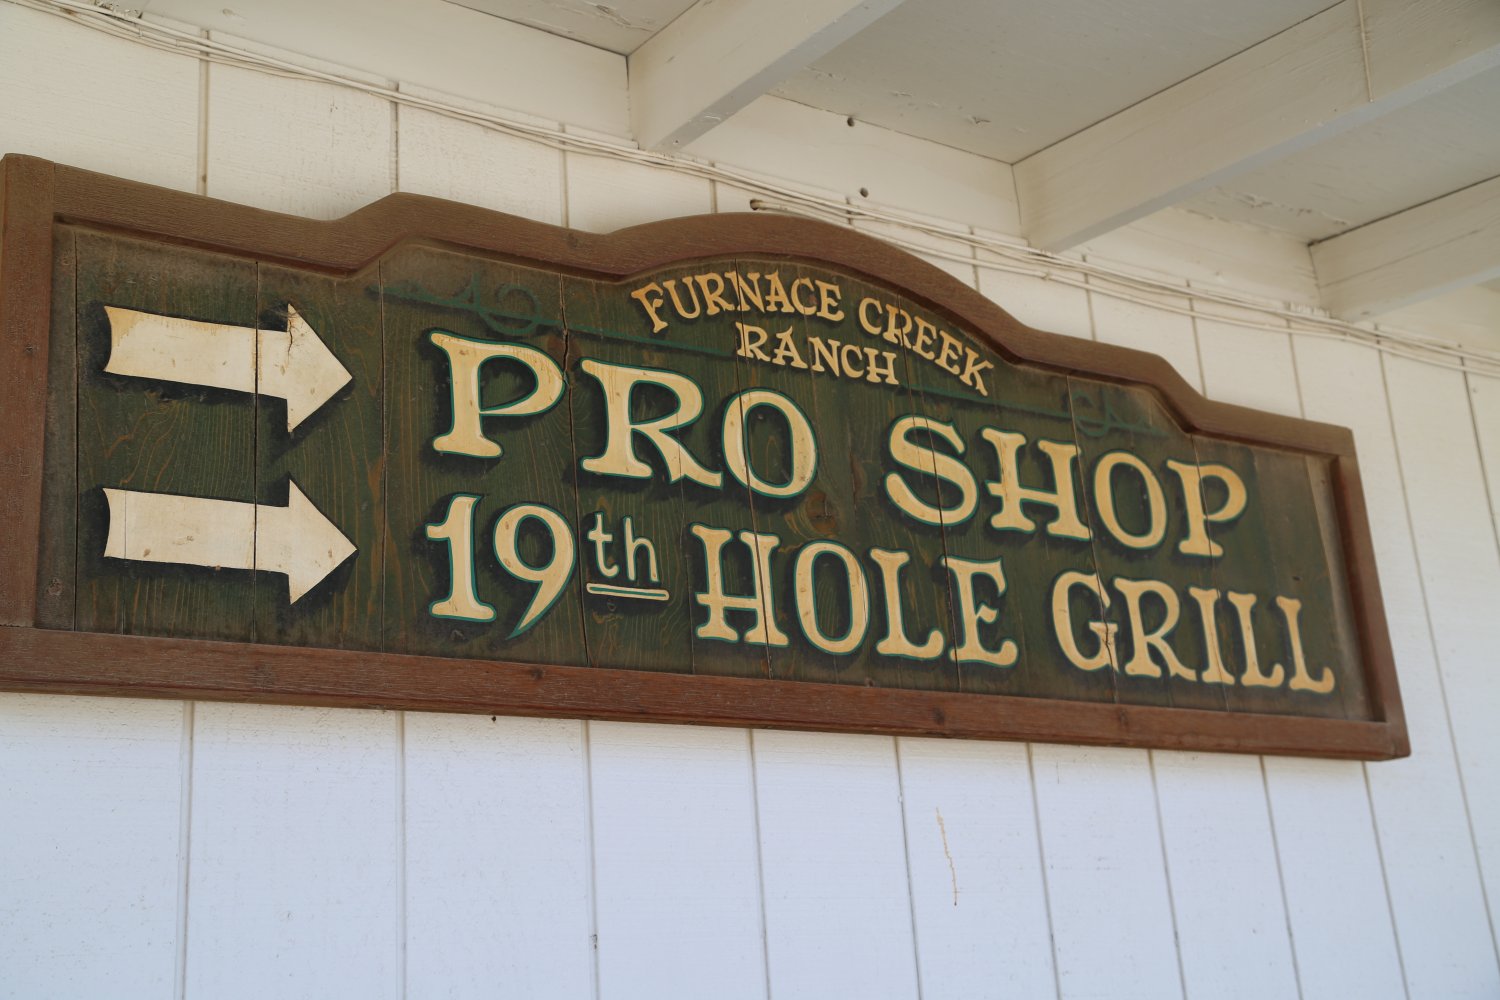 FURNACE CREEK
RANCH
PRO SHOP
19th HOLE GRILL